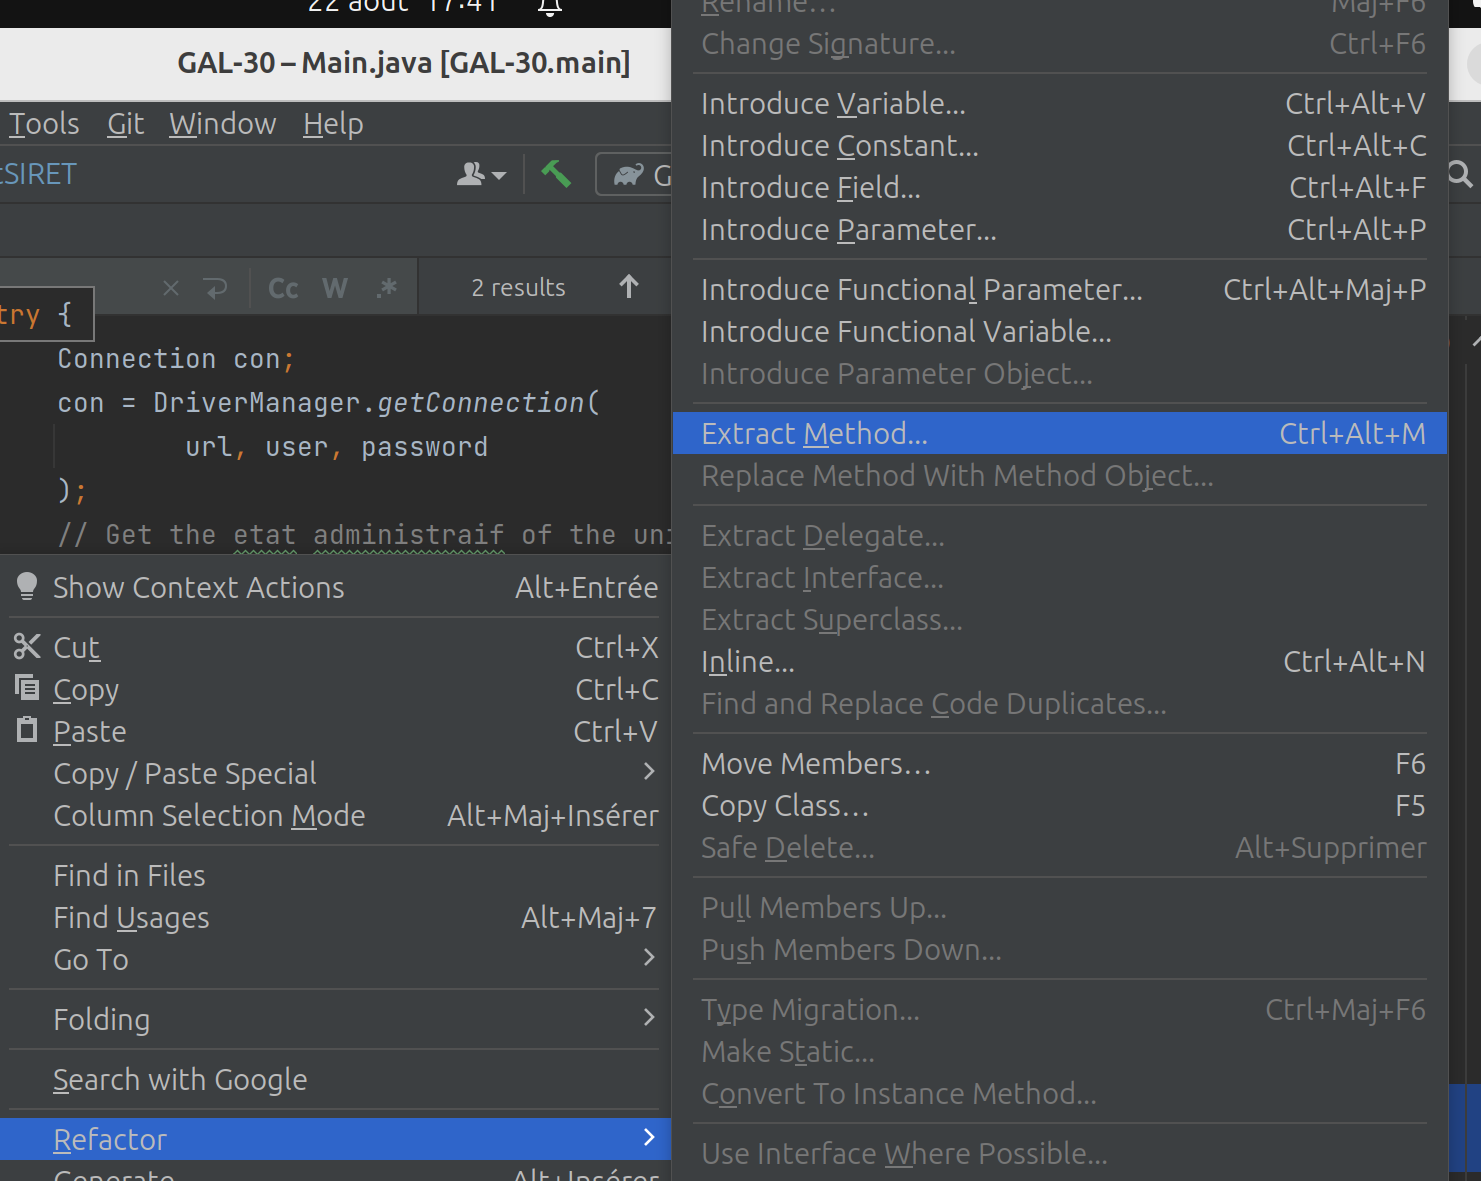 22 août 17:41
GAL-30 – Main.java [GAL-30.main]
Tools Git Window Help
SIRET
G
× Cc W .* 2 results
try {
Connection con;
con = DriverManager.getConnection(
url, user, password
);
// Get the etat administraif of the uni
Show Context Actions Alt+Entrée
Cut Ctrl+X
Copy Ctrl+C
Paste Ctrl+V
Copy / Paste Special
Column Selection Mode Alt+Maj+Insérer
Find in Files
Find Usages Alt+Maj+7
Go To
Folding
Search with Google
Refactor
Generate Alt+Insérer
Rename... Maj+F6
Change Signature... Ctrl+F6
Introduce Variable... Ctrl+Alt+V
Introduce Constant... Ctrl+Alt+C
Introduce Field... Ctrl+Alt+F
Introduce Parameter... Ctrl+Alt+P
Introduce Functional Parameter... Ctrl+Alt+Maj+P
Introduce Functional Variable...
Introduce Parameter Object...
Extract Method... Ctrl+Alt+M
Replace Method With Method Object...
Extract Delegate...
Extract Interface...
Extract Superclass...
Inline... Ctrl+Alt+N
Find and Replace Code Duplicates...
Move Members... F6
Copy Class... F5
Safe Delete... Alt+Supprimer
Pull Members Up...
Push Members Down...
Type Migration... Ctrl+Maj+F6
Make Static...
Convert To Instance Method...
Use Interface Where Possible...